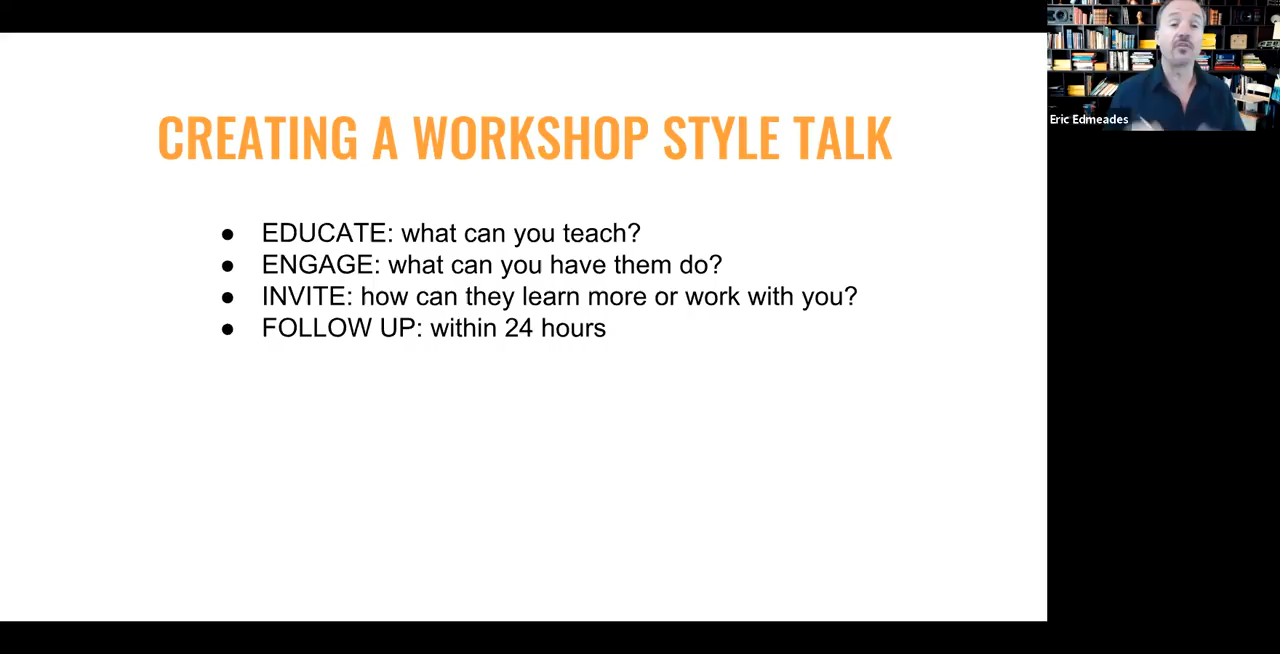 CREATING A WORKSHOP STYLE TALK
● EDUCATE: what can you teach?
● ENGAGE: what can you have them do?
● INVITE: how can they learn more or work with you?
● FOLLOW UP: within 24 hours
Eric Edmeades